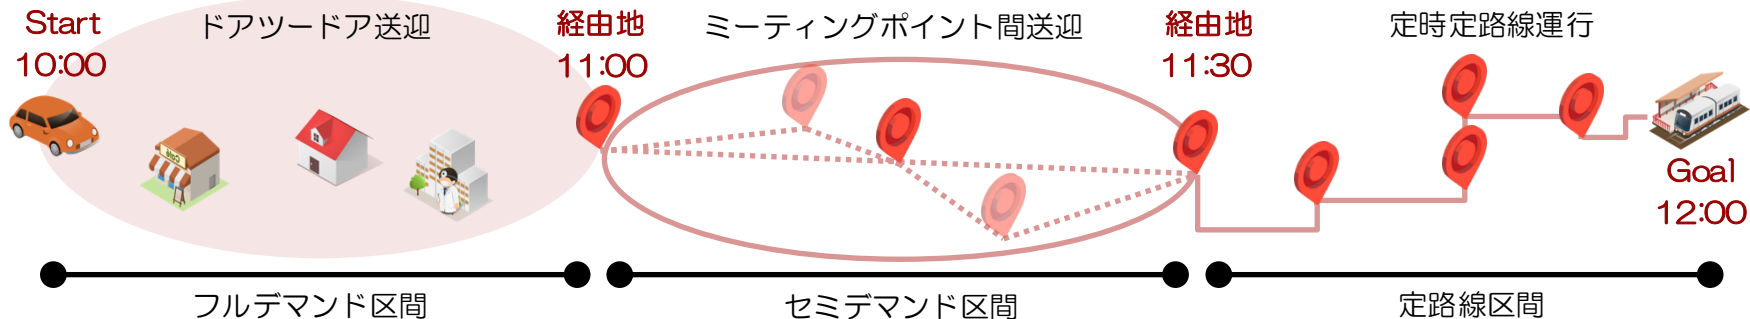 Start
10:00
ドアツードア送迎
経由地
11:00
ミーティングポイント間送迎
経由地
11:30
定時定路線運行
Goal
12:00
フルデマンド区間
セミデマンド区間
定路線区間